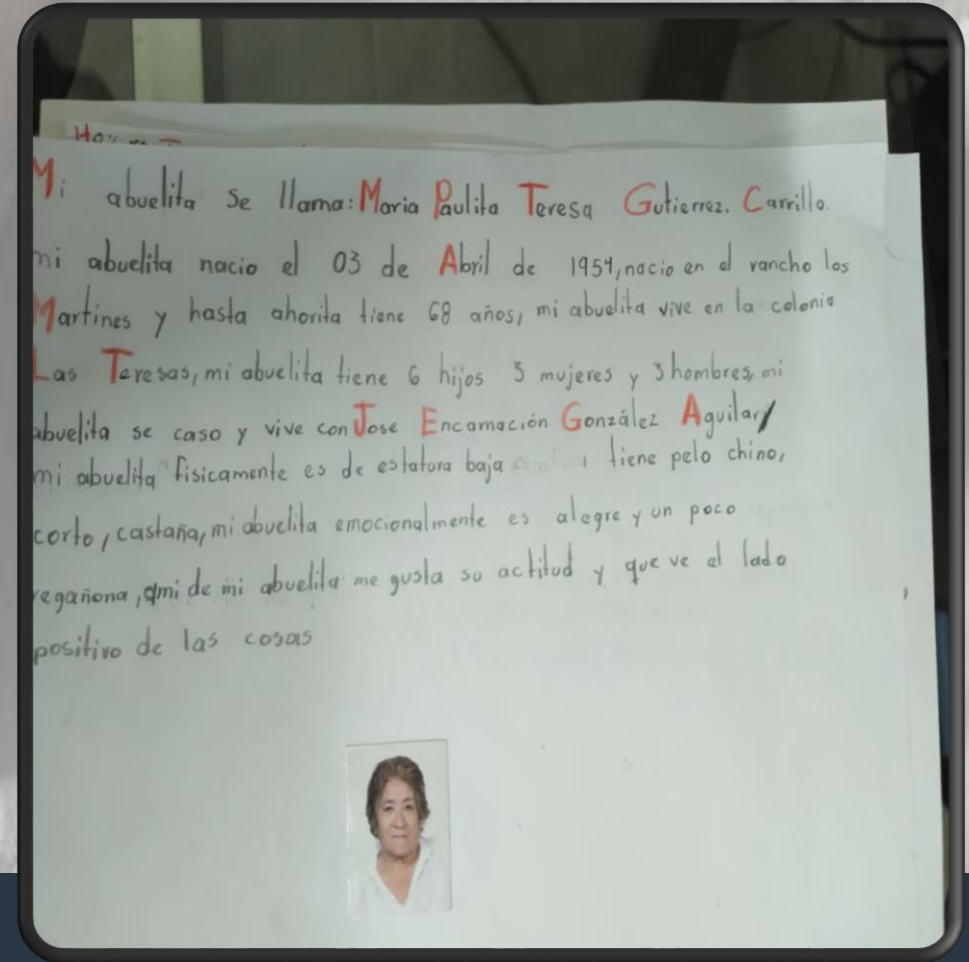 Mi abuelita se llama: Maria Paulita Teresa Gutierrez. Carrillo.
mi abuelita nacio el 03 de Abril de 1954, nacio en el rancho los
Martines y hasta ahorita tiene 68 años, mi abuelita vive en la colonia
Las Teresas, mi abuelita tiene 6 hijos 3 mujeres y 3 hombres, mi
abuelita se caso y vive con Jose Encarnación González Aguilar y
mi abuelita fisicamente es de estatura baja tiene pelo chino,
corto, castaña, mi abuelita emocionalmente es alegre y un poco
regañona, ami de mi abuelita me gusta su actitud y que ve el lado
positivo de las cosas